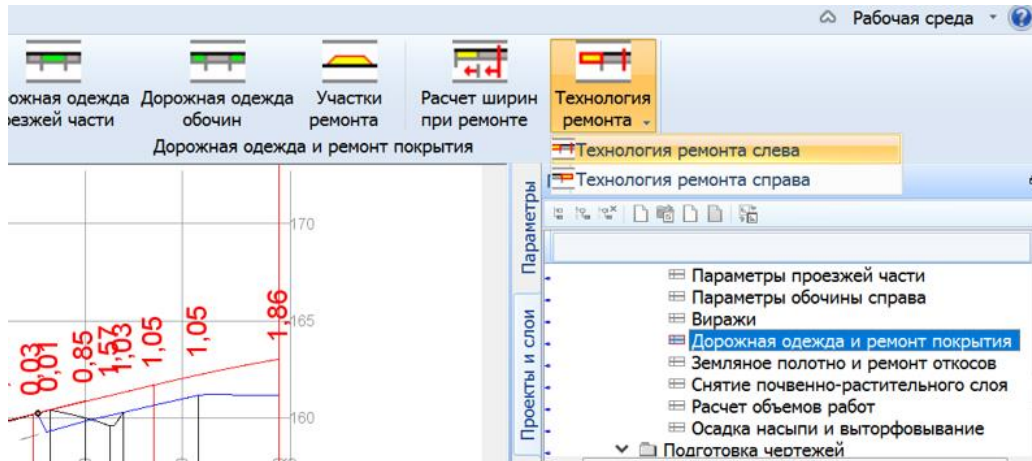 Рабочая среда
ожная одежда Дорожная одежда Участки Расчет ширин Технология
резжей части обочин ремонта при ремонте ремонта
Дорожная одежда и ремонт покрытия
Технология ремонта слева
Технология ремонта справа
Параметры
Проекты и слои
170
165
160
0,03
0,01
0,85
1,57
1,03
1,05
1,05
1,86
Параметры проезжей части
Параметры обочины справа
Виражи
Дорожная одежда и ремонт покрытия
Земляное полотно и ремонт откосов
Снятие почвенно-растительного слоя
Расчет объемов работ
Осадка насыпи и выторфовывание
Подготовка чертежей